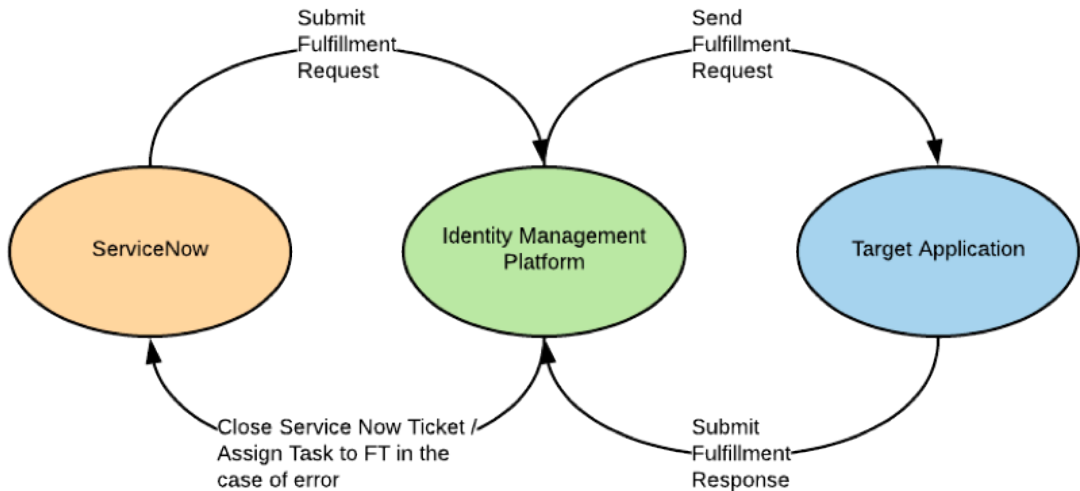 Submit
Fulfillment
Request
Send
Fulfillment
Request
ServiceNow
Identity Management
Platform
Target Application
Close Service Now Ticket /
Assign Task to FT in the
case of error
Submit
Fulfillment
Response